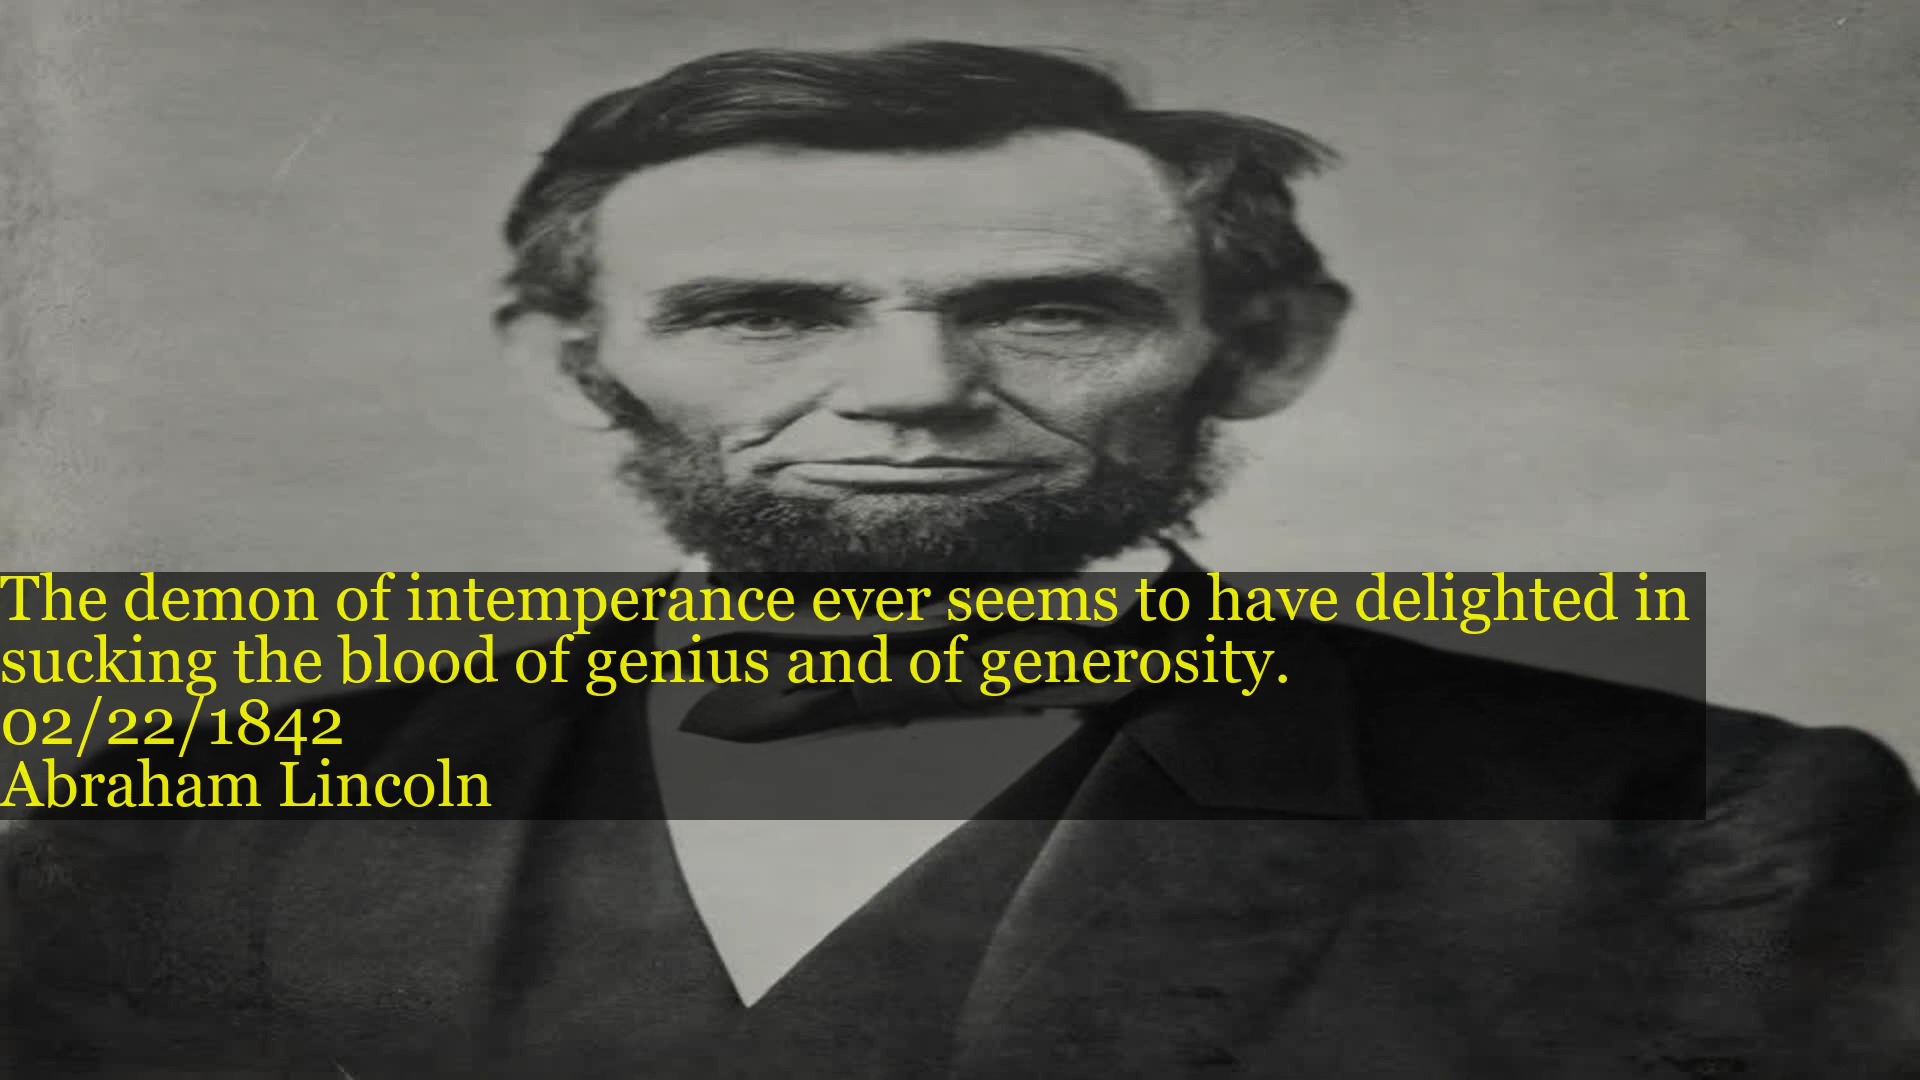 The demon of intemperance ever seems to have delighted in
sucking the blood of genius and of generosity.
02/22/1842
Abraham Lincoln